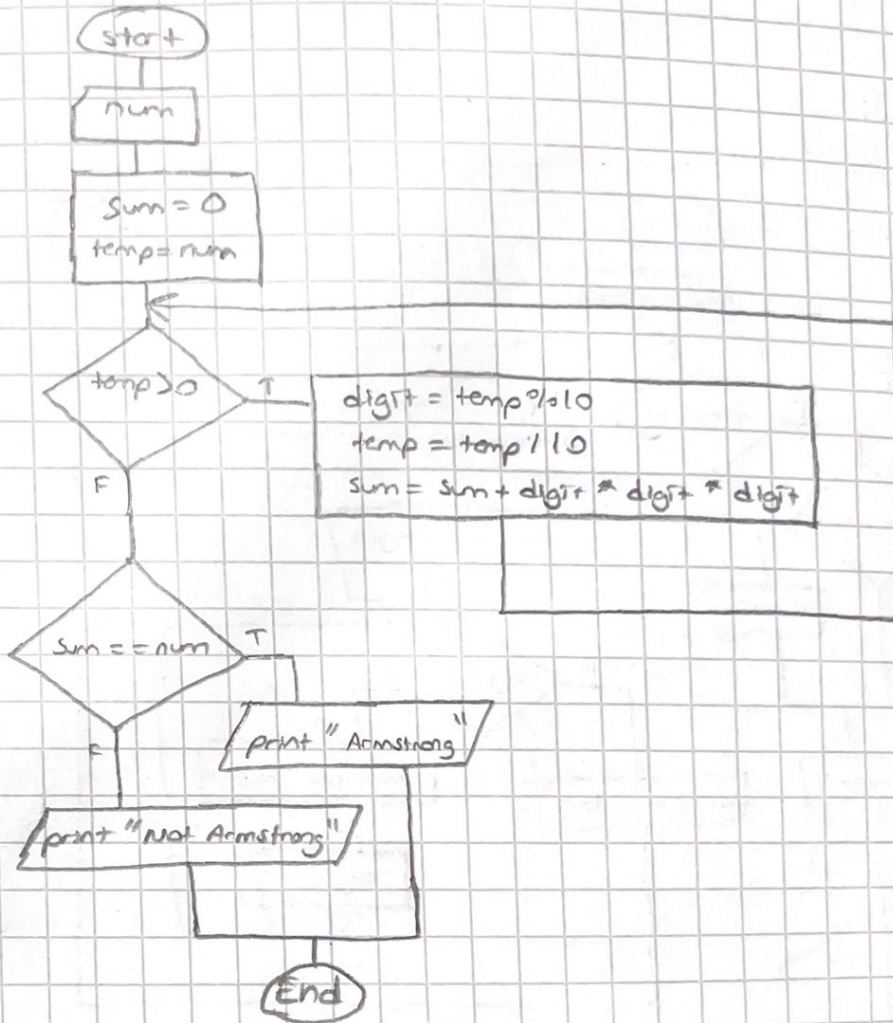 start
num
sum = 0
temp = num
temp > 0
T
digit = temp % 10
temp = temp / 10
sum = sum + digit * digit * digit
F
sum == num
T
print "Armstrong"
F
print "Not Armstrong"
End